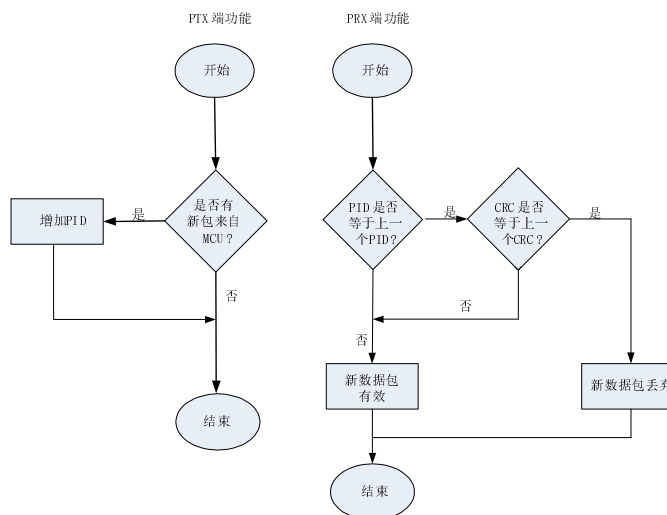 PTX 端功能
PRX 端功能
开始
开始
是否有
新包来自
MCU？
是
增加PID
否
结束
PID 是否
等于上一
个PID？
是
CRC 是否
等于上一
个CRC？
是
否
否
新数据包
有效
新数据包丢弃
结束